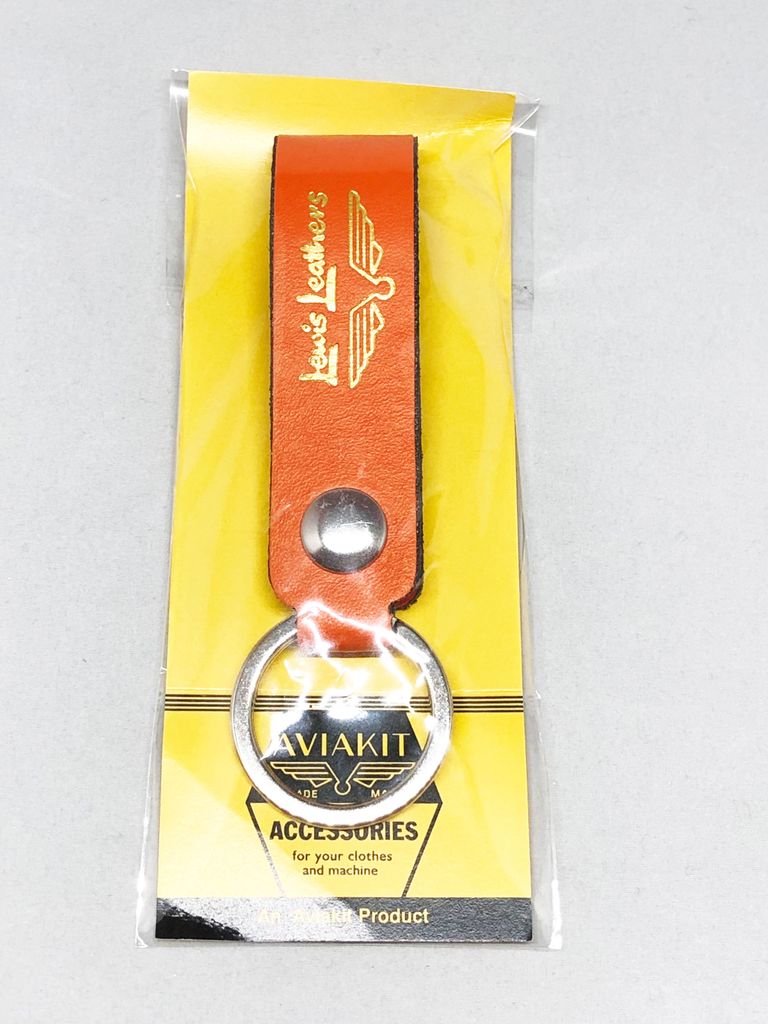 Lewis Leathers
AVIAKIT
ACCESSORIES
for your clothes
and machine
An Aviakit Product